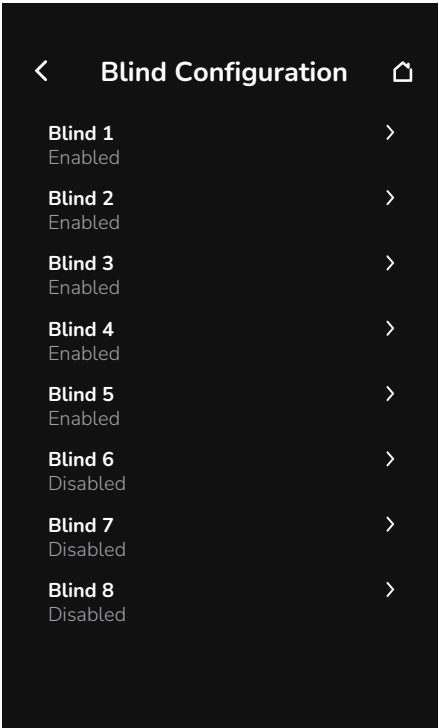 Blind Configuration
Blind 1
Enabled
Blind 2
Enabled
Blind 3
Enabled
Blind 4
Enabled
Blind 5
Enabled
Blind 6
Disabled
Blind 7
Disabled
Blind 8
Disabled